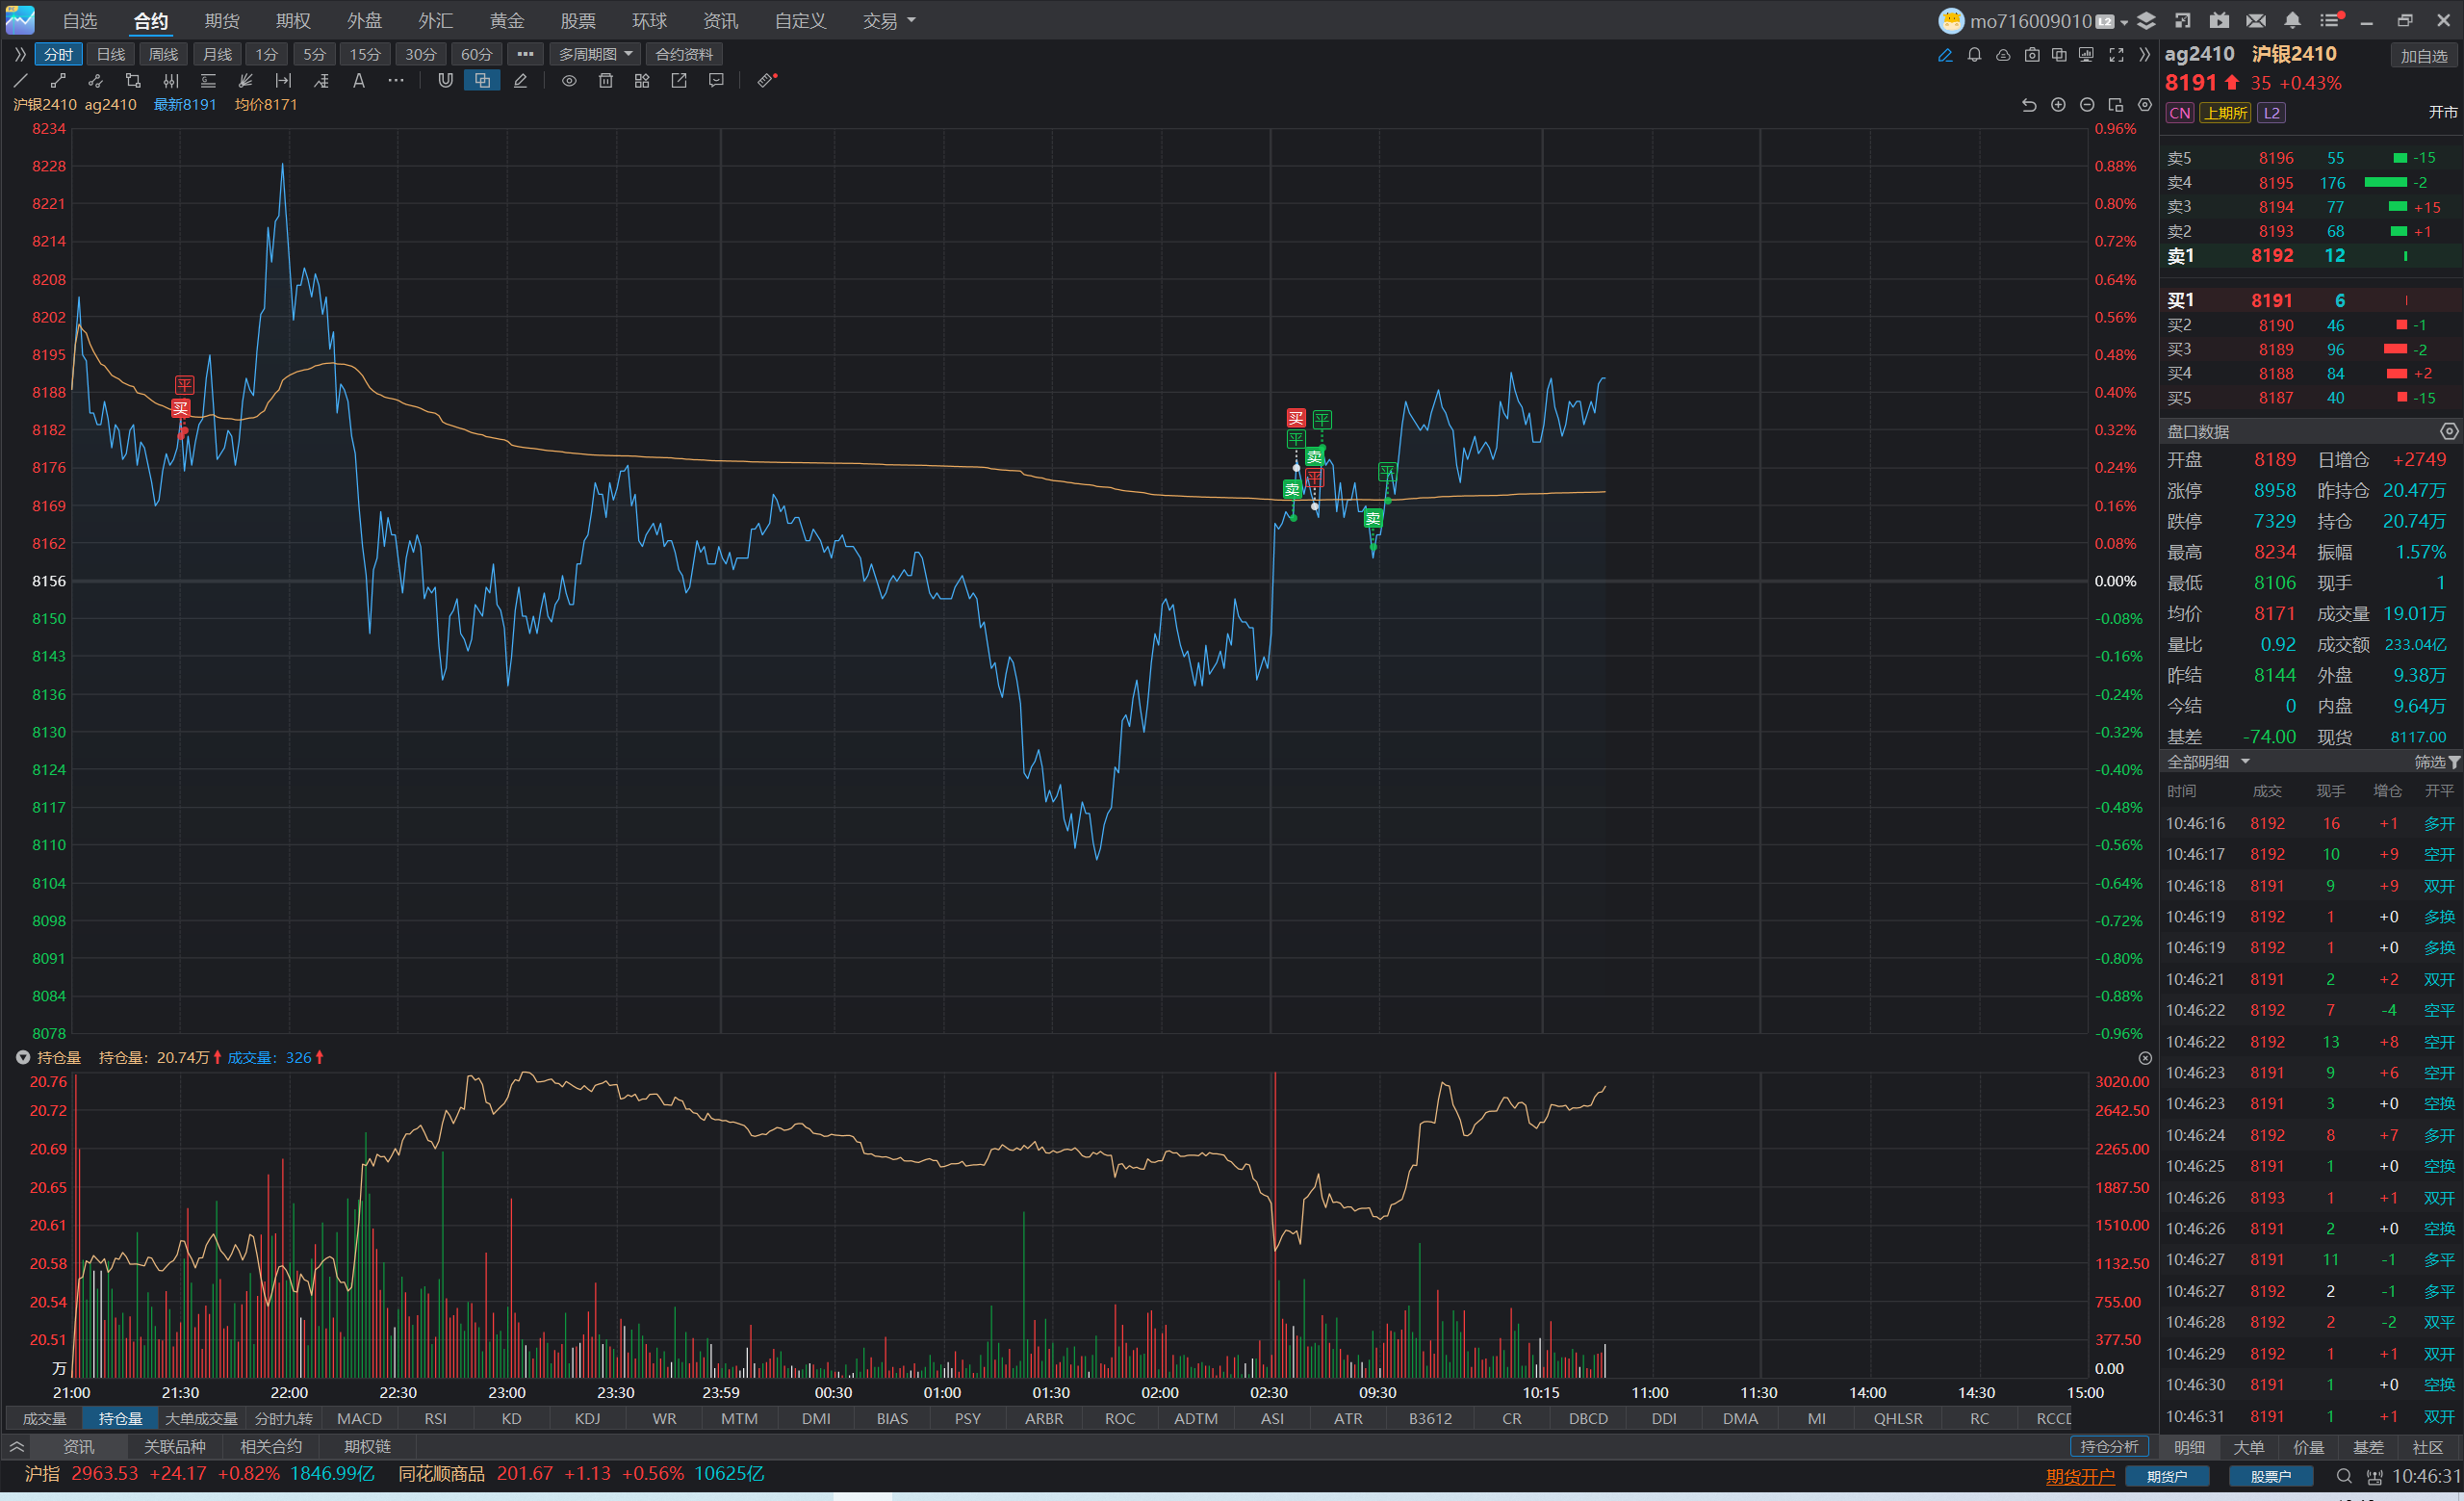 自选 合约 期货 期权 外盘 外汇 黄金 股票 环球 资讯 自定义 交易 mo716009010 L2
分时 日线 周线 月线 1分 5分 15分 30分 60分 ••• 多周期图 合约资料
沪银2410 ag2410 最新8191 均价8171
8234 0.96%
8228 0.88%
8221 0.80%
8214 0.72%
8208 0.64%
8202 0.56%
8195 0.48%
8188 0.40%
8182 0.32%
8176 0.24%
8169 0.16%
8162 0.08%
8156 0.00%
8150 -0.08%
8143 -0.16%
8136 -0.24%
8130 -0.32%
8124 -0.40%
8117 -0.48%
8110 -0.56%
8104 -0.64%
8098 -0.72%
8091 -0.80%
8084 -0.88%
8078 -0.96%
平
买
买 平
平
卖
平
卖
平
卖
持仓量 持仓量: 20.74万 成交量: 326
20.76 3020.00
20.72 2642.50
20.69 2265.00
20.65 1887.50
20.61 1510.00
20.58 1132.50
20.54 755.00
20.51 377.50
万 0.00
21:00 21:30 22:00 22:30 23:00 23:30 23:59 00:30 01:00 01:30 02:00 02:30 09:30 10:15 11:00 11:30 14:00 14:30 15:00
成交量 持仓量 大单成交量 分时九转 MACD RSI KD KDJ WR MTM DMI BIAS PSY ARBR ROC ADTM ASI ATR B3612 CR DBCD DDI DMA MI QHLSR RC RCCD
资讯 关联品种 相关合约 期权链 持仓分析
ag2410 沪银2410 加自选
8191 35 +0.43%
CN 上期所 L2 开市
卖5 8196 55 -15
卖4 8195 176 -2
卖3 8194 77 +15
卖2 8193 68 +1
卖1 8192 12
买1 8191 6
买2 8190 46 -1
买3 8189 96 -2
买4 8188 84 +2
买5 8187 40 -15
盘口数据
开盘 8189 日增仓 +2749
涨停 8958 昨持仓 20.47万
跌停 7329 持仓 20.74万
最高 8234 振幅 1.57%
最低 8106 现手 1
均价 8171 成交量 19.01万
量比 0.92 成交额 233.04亿
昨结 8144 外盘 9.38万
今结 0 内盘 9.64万
基差 -74.00 现货 8117.00
全部明细 筛选
时间 成交 现手 增仓 开平
10:46:16 8192 16 +1 多开
10:46:17 8192 10 +9 空开
10:46:18 8191 9 +9 双开
10:46:19 8192 1 +0 多换
10:46:19 8192 1 +0 多换
10:46:21 8191 2 +2 双开
10:46:22 8192 7 -4 空平
10:46:22 8192 13 +8 空开
10:46:23 8191 9 +6 空开
10:46:23 8191 3 +0 空换
10:46:24 8192 8 +7 多开
10:46:25 8191 1 +0 空换
10:46:26 8193 1 +1 双开
10:46:26 8191 2 +0 空换
10:46:27 8191 11 -1 多平
10:46:27 8192 2 -1 多平
10:46:28 8192 2 -2 双平
10:46:29 8192 1 +1 双开
10:46:30 8191 1 +0 空换
10:46:31 8191 1 +1 双开
明细 大单 价量 基差 社区
沪指 2963.53 +24.17 +0.82% 1846.99亿 同花顺商品 201.67 +1.13 +0.56% 10625亿 期货开户 期货户 股票户 10:46:31